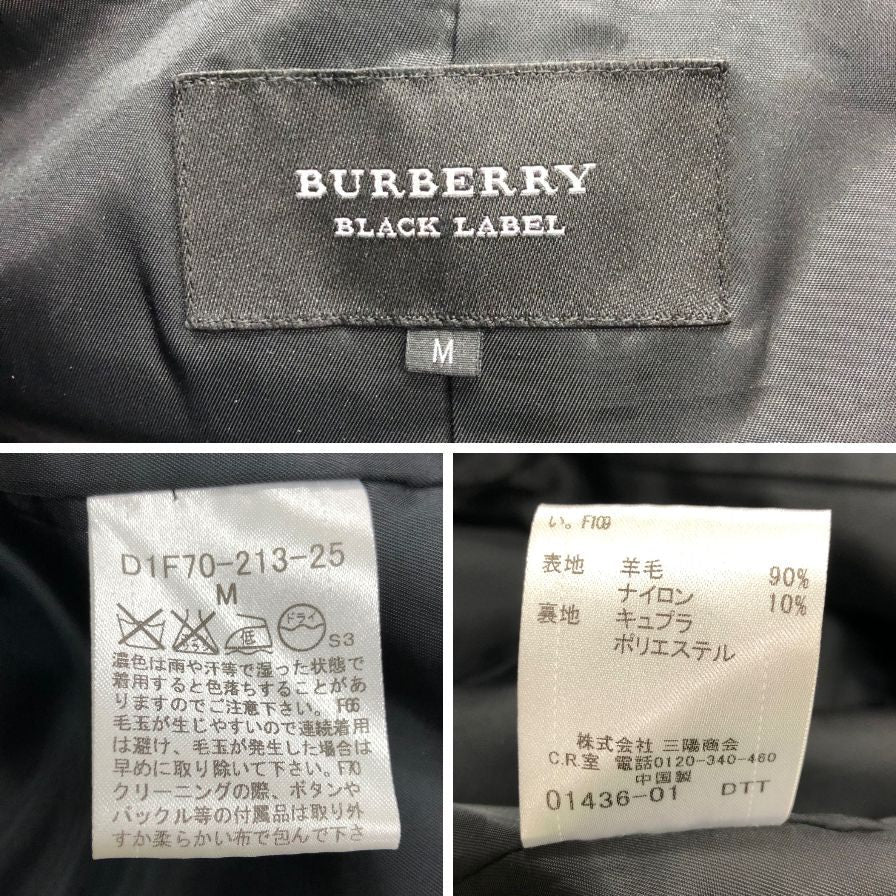 BURBERRY
BLACK LABEL
M
D1F70-213-25
M
エンソ
低
ドライ
S3
濃色は雨や汗等で湿った状態で
着用すると色落ちすることがあ
りますのでご注意下さい。F66
毛玉が生じやすいので連続着用
は避け、毛玉が発生した場合は
早めに取り除いて下さい。F70
クリーニングの際、ボタンや
バックル等の付属品は取り外
すか柔らかい布で包んで下さ
い。F109
表地 羊毛 90%
ナイロン 10%
裏地 キュプラ
ポリエステル
株式会社 三陽商会
C.R室 電話0120-340-460
中国製
01436-01 DTT